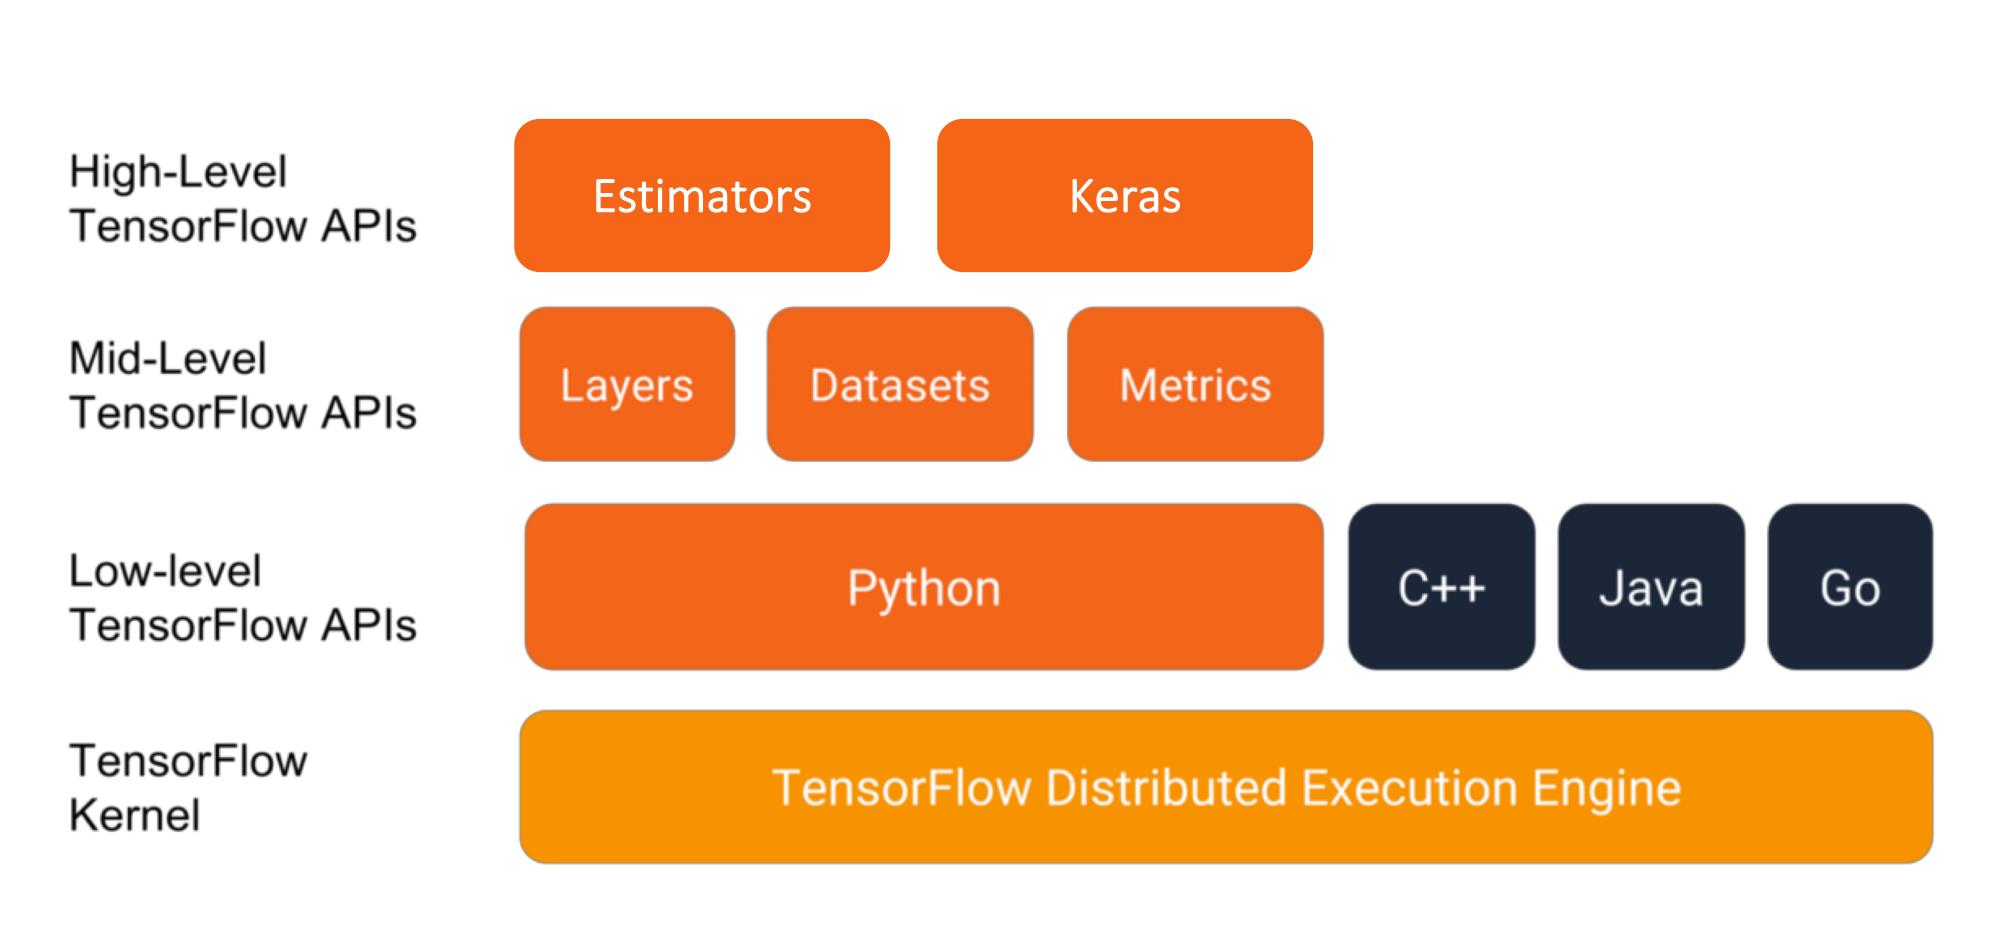 High-Level
TensorFlow APIs
Estimators
Keras
Mid-Level
TensorFlow APIs
Layers
Datasets
Metrics
Low-level
TensorFlow APIs
Python
C++
Java
Go
TensorFlow
Kernel
TensorFlow Distributed Execution Engine